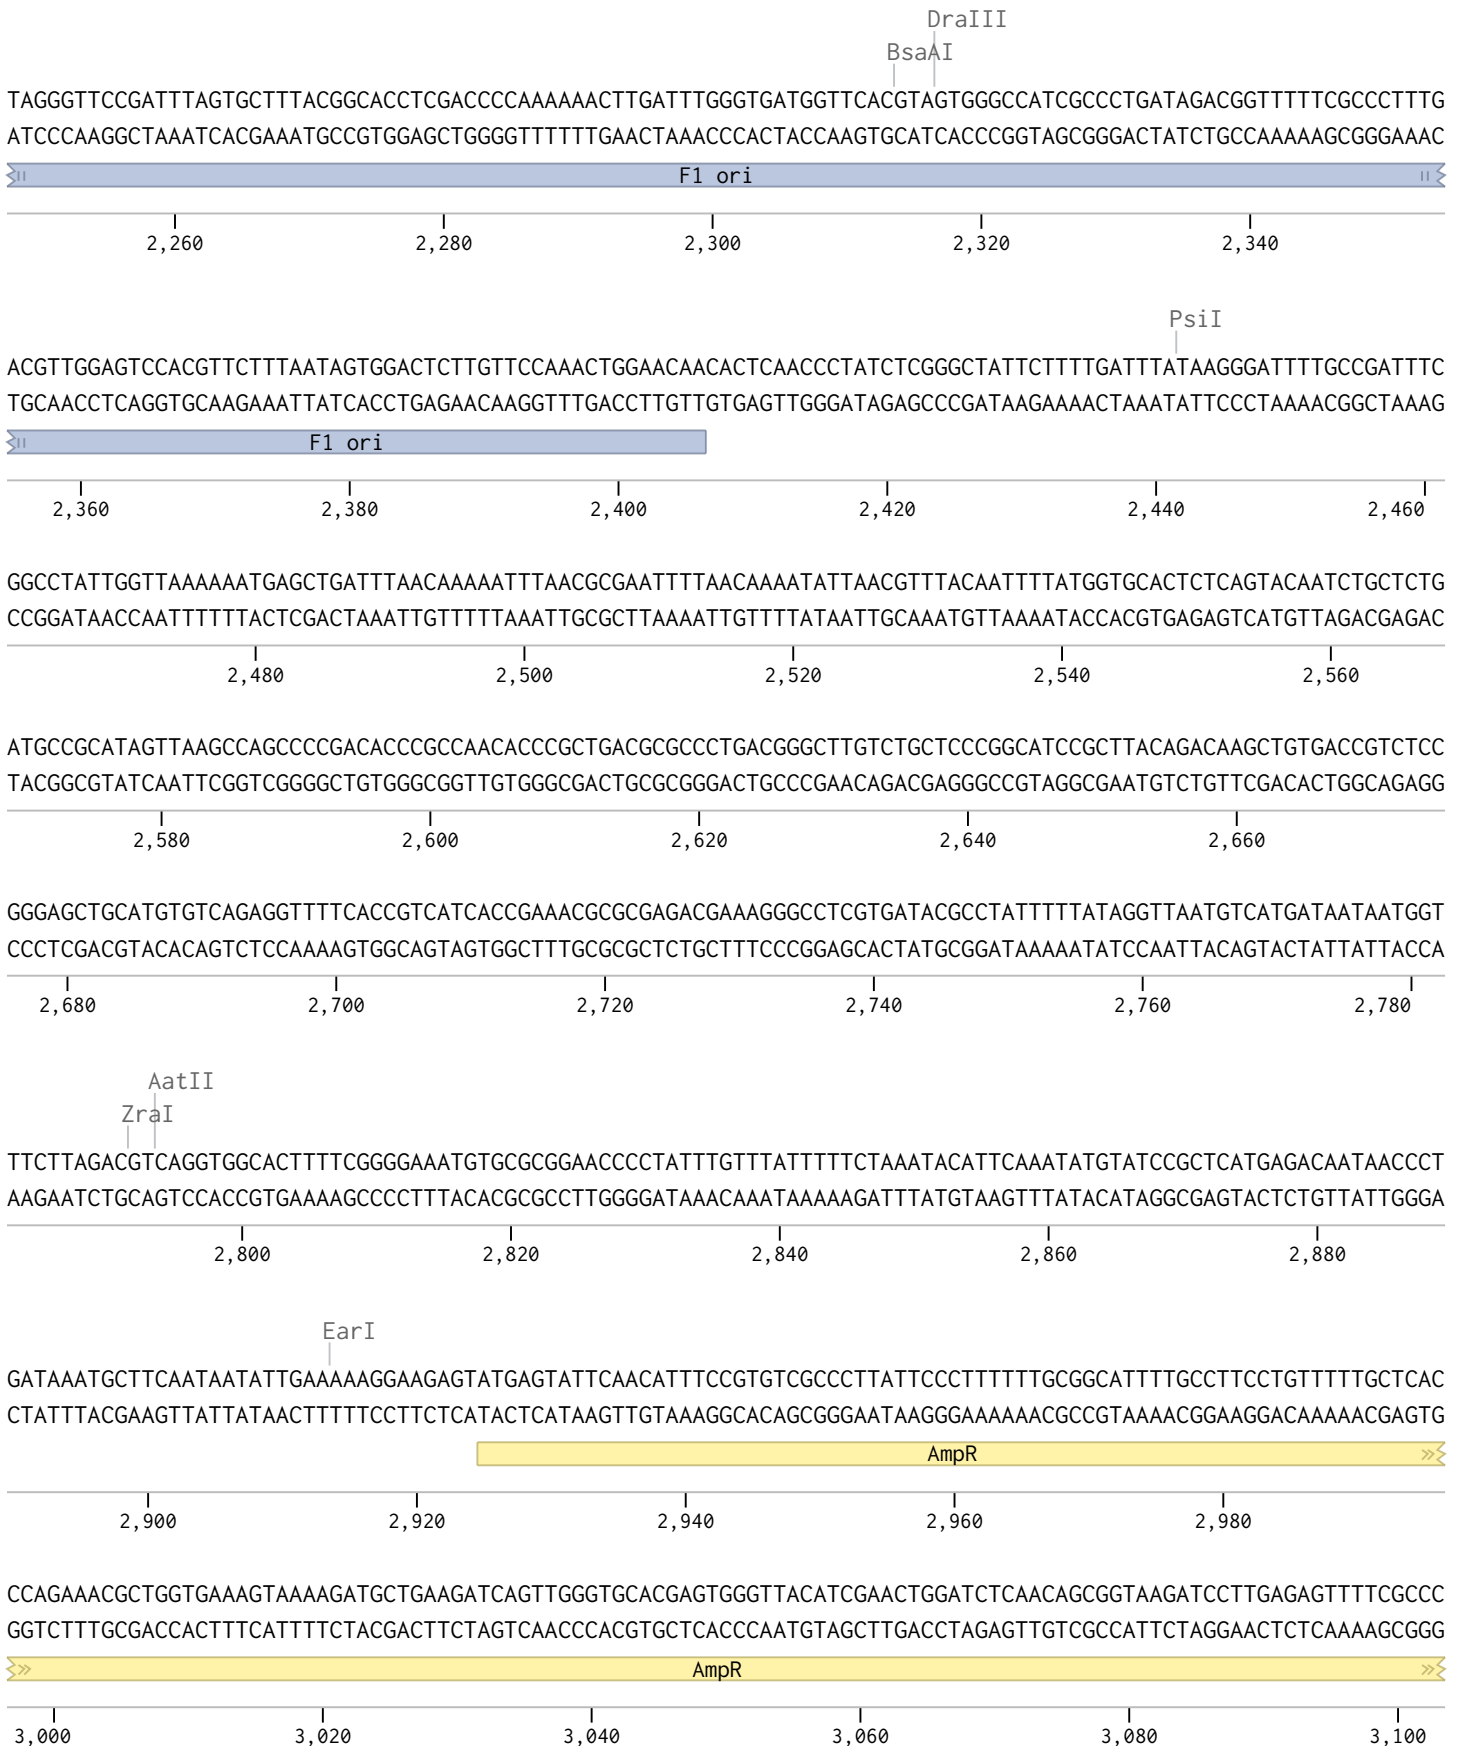 DraIII
BsaAI
TAGGGTTCCGATTTAGTGCTTTACGGCACCTCGACCCCAAAAAACTTGATTTGGGTGATGGTTCACGTAGTGGGCCATCGCCCTGATAGACGGTTTTTCGCCCTTTG
ATCCCAAGGCTAAATCACGAAATGCCGTGGAGCTGGGGTTTTTTGAACTAAACCCACTACCAAGTGCATCACCCGGTAGCGGGACTATCTGCCAAAAAGCGGGAAAC
F1 ori
2,260 2,280 2,300 2,320 2,340
PsiI
ACGTTGGAGTCCACGTTCTTTAATAGTGGACTCTTGTTCCAAACTGGAACAACACTCAACCCTATCTCGGGCTATTCTTTTGATTTATAAGGGATTTTGCCGATTTC
TGCAACCTCAGGTGCAAGAAATTATCACCTGAGAACAAGGTTTGACCTTGTTGTGAGTTGGGATAGAGCCCGATAAGAAAACTAAATATTCCCTAAAACGGCTAAAG
F1 ori
2,360 2,380 2,400 2,420 2,440 2,460
GGCCTATTGGTTAAAAAATGAGCTGATTTAACAAAAATTTAACGCGAATTTTAACAAAATATTAACGTTTACAATTTTATGGTGCACTCTCAGTACAATCTGCTCTG
CCGGATAACCAATTTTTTACTCGACTAAATTGTTTTTAAATTGCGCTTAAAATTGTTTTATAATTGCAAATGTTAAAATACCACGTGAGAGTCATGTTAGACGAGAC
2,480 2,500 2,520 2,540 2,560
ATGCCGCATAGTTAAGCCAGCCCCGACACCCGCCAACACCCGCTGACGCGCCCTGACGGGCTTGTCTGCTCCCGGCATCCGCTTACAGACAAGCTGTGACCGTCTCC
TACGGCGTATCAATTCGGTCGGGGCTGTGGGCGGTTGTGGGCGACTGCGCGGGACTGCCCGAACAGACGAGGGCCGTAGGCGAATGTCTGTTCGACACTGGCAGAGG
2,580 2,600 2,620 2,640 2,660
GGGAGCTGCATGTGTCAGAGGTTTTCACCGTCATCACCGAAACGCGCGAGACGAAAGGGCCTCGTGATACGCCTATTTTTATAGGTTAATGTCATGATAATAATGGT
CCCTCGACGTACACAGTCTCCAAAAGTGGCAGTAGTGGCTTTGCGCGCTCTGCTTTCCCGGAGCACTATGCGGATAAAAATATCCAATTACAGTACTATTATTACCA
2,680 2,700 2,720 2,740 2,760 2,780
AatII
ZraI
TTCTTAGACGTCAGGTGGCACTTTTCGGGGAAATGTGCGCGGAACCCCTATTTGTTTATTTTTCTAAATACATTCAAATATGTATCCGCTCATGAGACAATAACCCT
AAGAATCTGCAGTCCACCGTGAAAAGCCCCTTTACACGCGCCTTGGGGATAAACAAATAAAAAGATTTATGTAAGTTTATACATAGGCGAGTACTCTGTTATTGGGA
2,800 2,820 2,840 2,860 2,880
EarI
GATAAATGCTTCAATAATATTGAAAAAGGAAGAGTATGAGTATTCAACATTTCCGTGTCGCCCTTATTCCCTTTTTTGCGGCATTTTGCCTTCCTGTTTTTGCTCAC
CTATTTACGAAGTTATTATAACTTTTTCCTTCTCATACTCATAAGTTGTAAAGGCACAGCGGGAATAAGGGAAAAAACGCCGTAAAACGGAAGGACAAAAACGAGTG
AmpR
2,900 2,920 2,940 2,960 2,980
CCAGAAACGCTGGTGAAAGTAAAAGATGCTGAAGATCAGTTGGGTGCACGAGTGGGTTACATCGAACTGGATCTCAACAGCGGTAAGATCCTTGAGAGTTTTCGCCC
GGTCTTTGCGACCACTTTCATTTTCTACGACTTCTAGTCAACCCACGTGCTCACCCAATGTAGCTTGACCTAGAGTTGTCGCCATTCTAGGAACTCTCAAAAGCGGG
AmpR
3,000 3,020 3,040 3,060 3,080 3,100